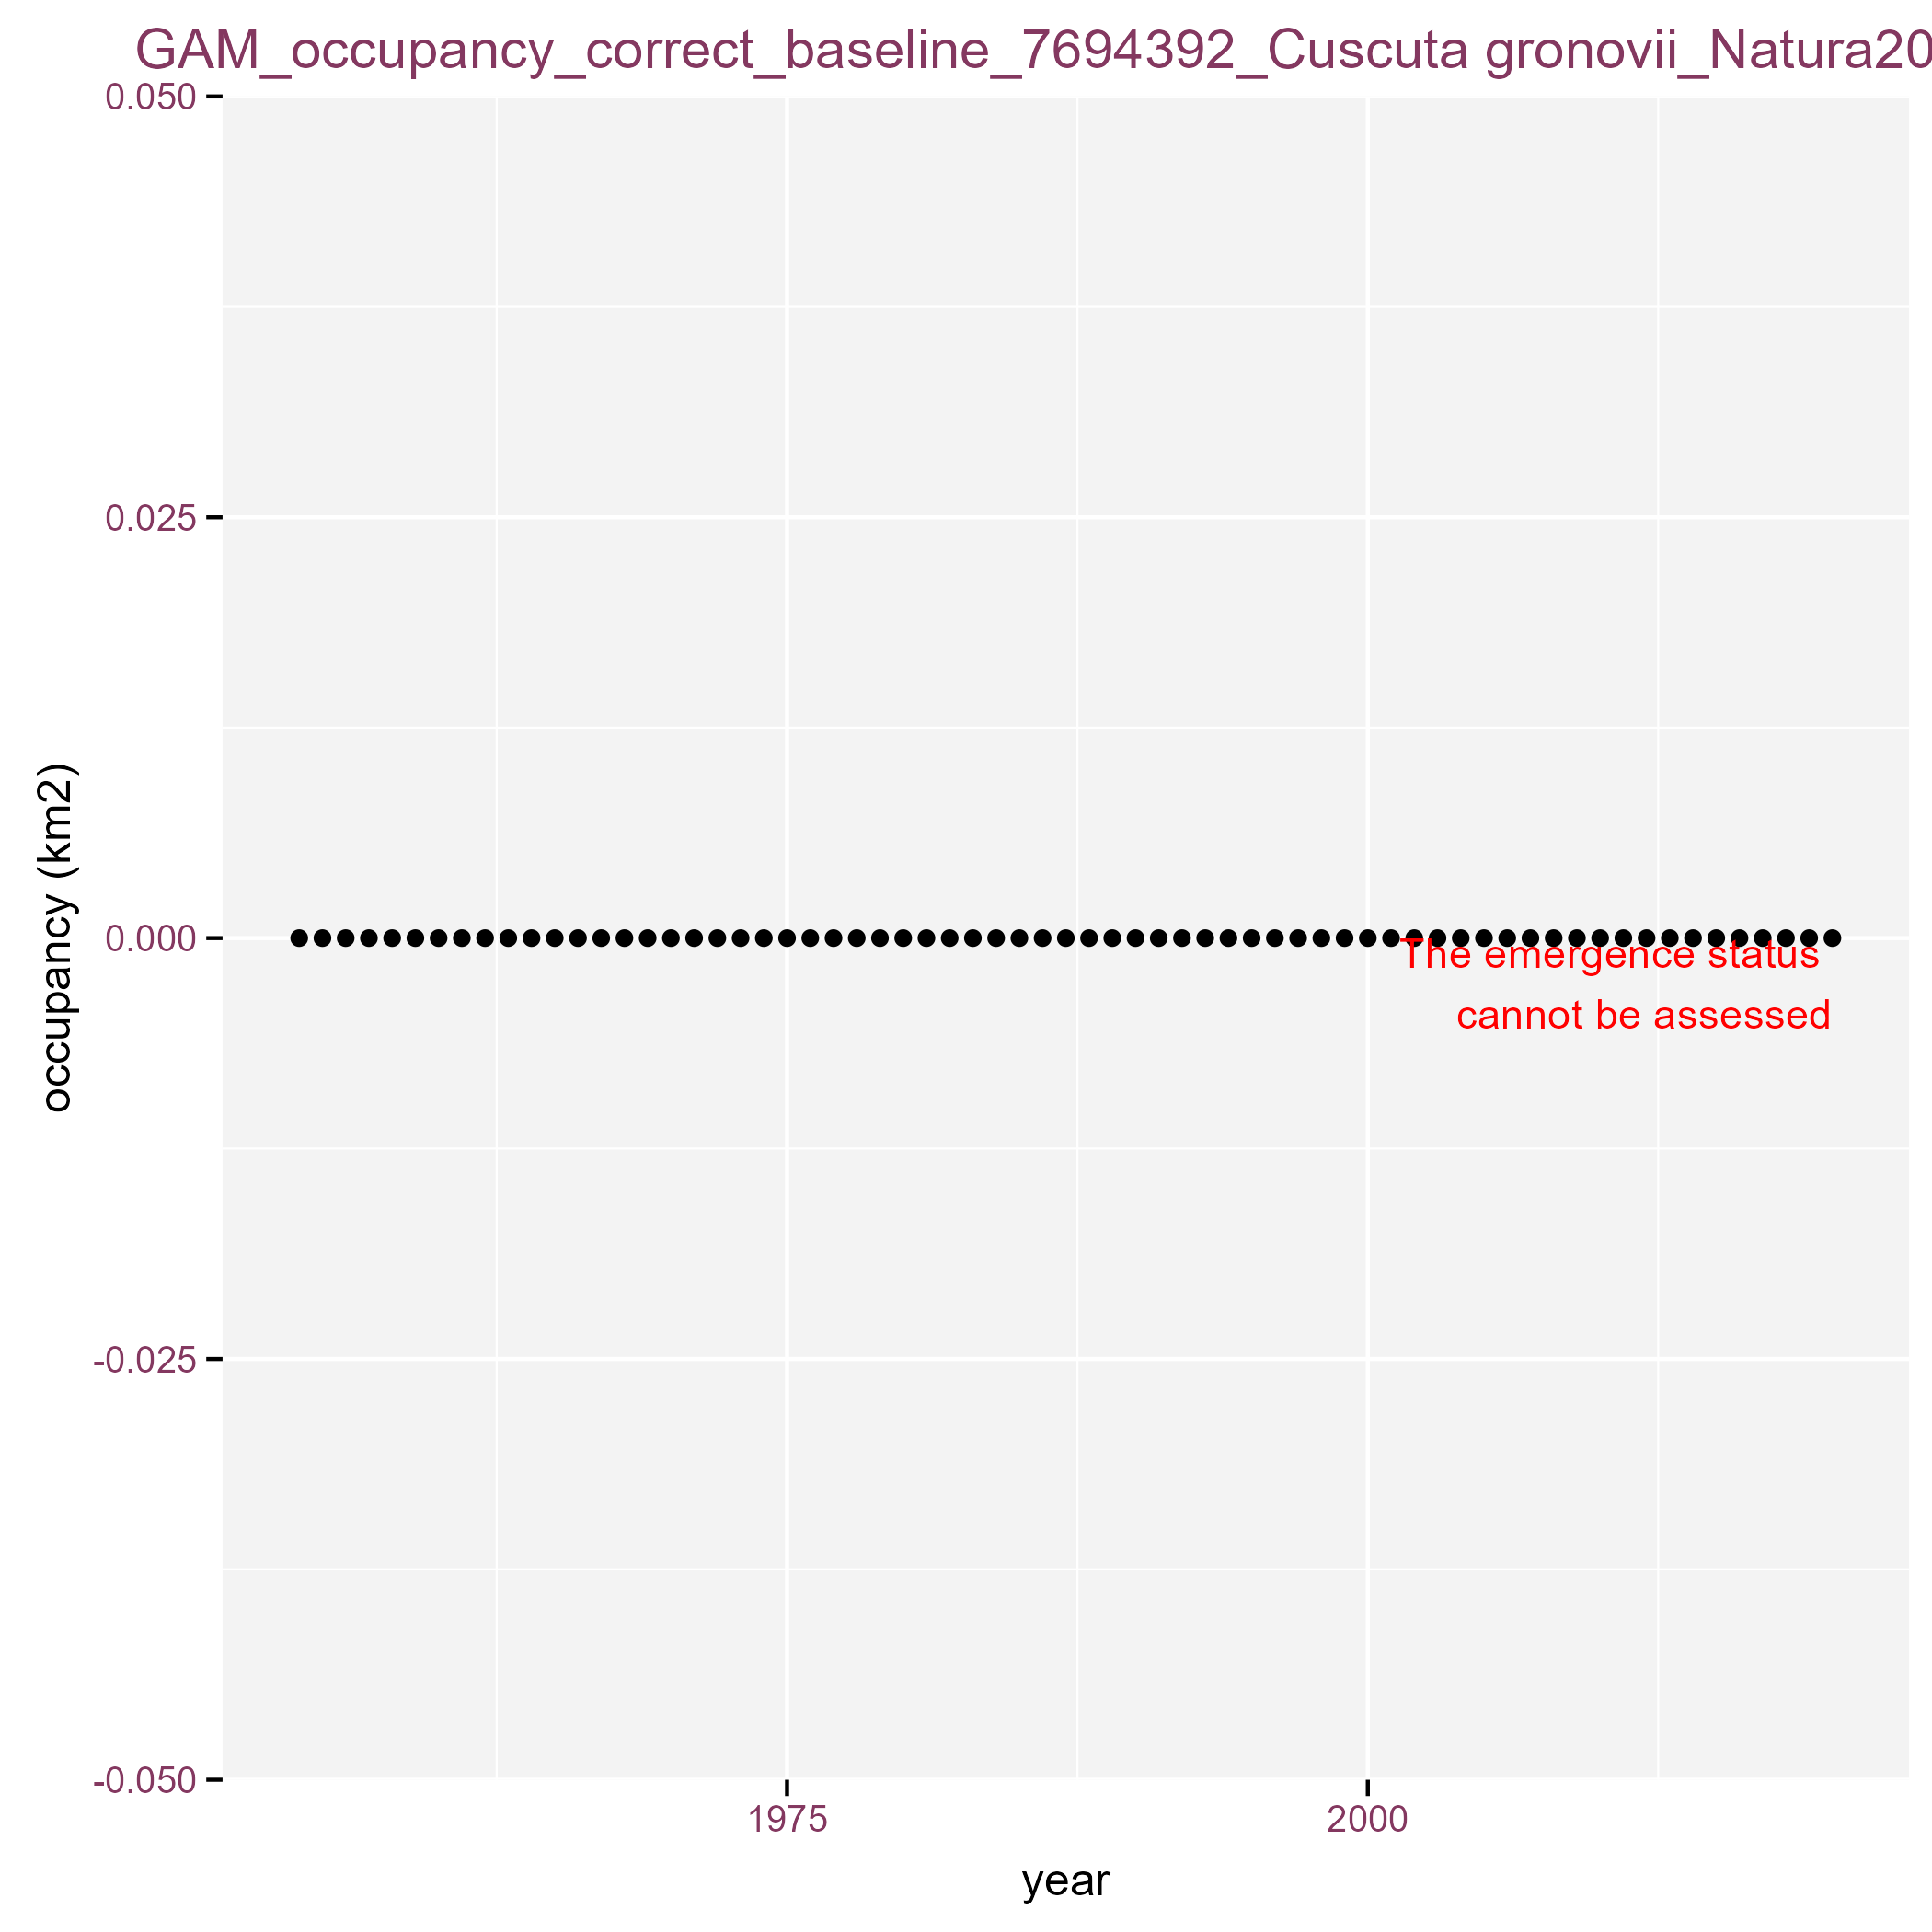 GAM_occupancy_correct_baseline_7694392_Cuscuta gronovii_Natura20
0.050
0.025
0.000
-0.025
-0.050
occupancy (km2)
The emergence status
cannot be assessed
1975
2000
year